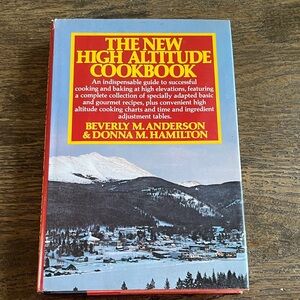 THE NEW
HIGH ALTITUDE
COOKBOOK
An indispensable guide to successful
cooking and baking at high elevations, featuring
a complete collection of specially adapted basic
and gourmet recipes, plus convenient high
altitude cooking charts and time and ingredient
adjustment tables.
BEVERLY M. ANDERSON
& DONNA M. HAMILTON